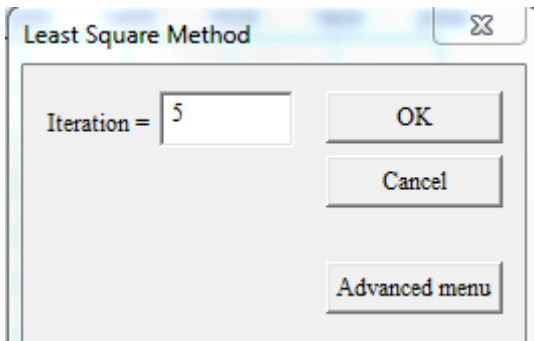 Least Square Method
Iteration = 5
OK
Cancel
Advanced menu